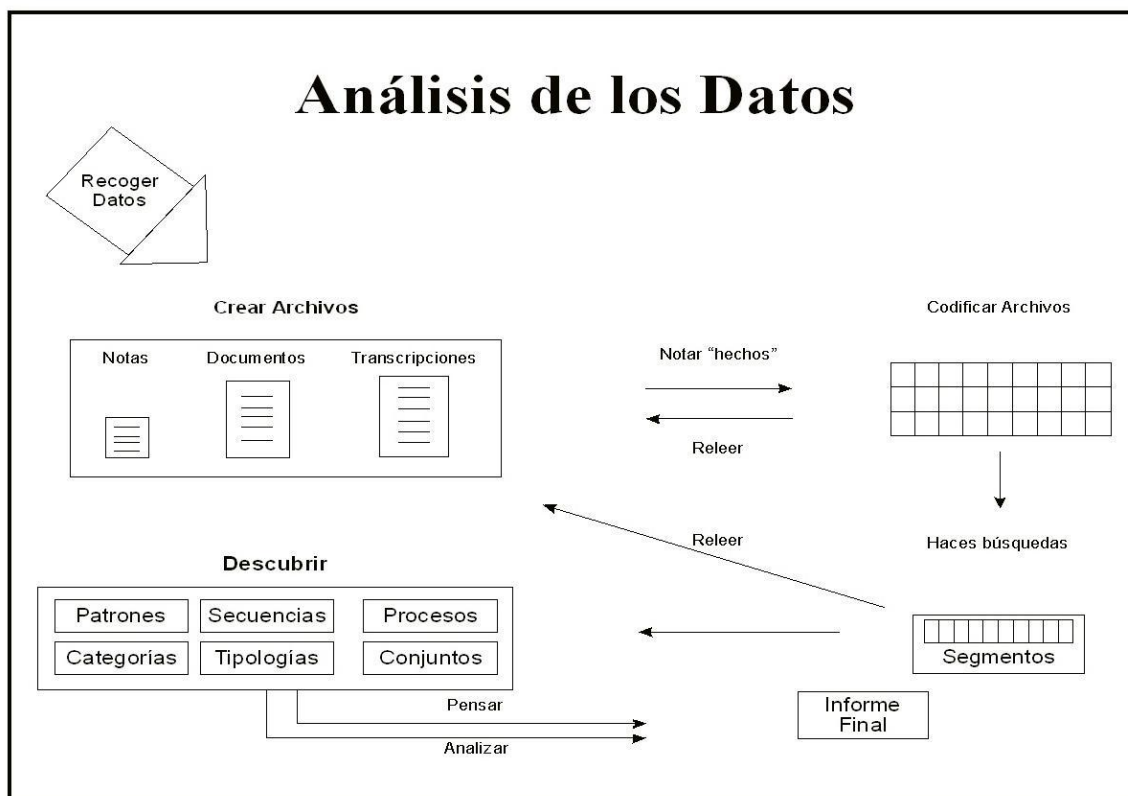 Análisis de los Datos
Recoger
Datos
Crear Archivos
Codificar Archivos
Notas
Documentos
Transcripciones
Notar “hechos”
Releer
Releer
Haces búsquedas
Descubrir
Patrones
Secuencias
Procesos
Categorías
Tipologías
Conjuntos
Segmentos
Pensar
Analizar
Informe
Final